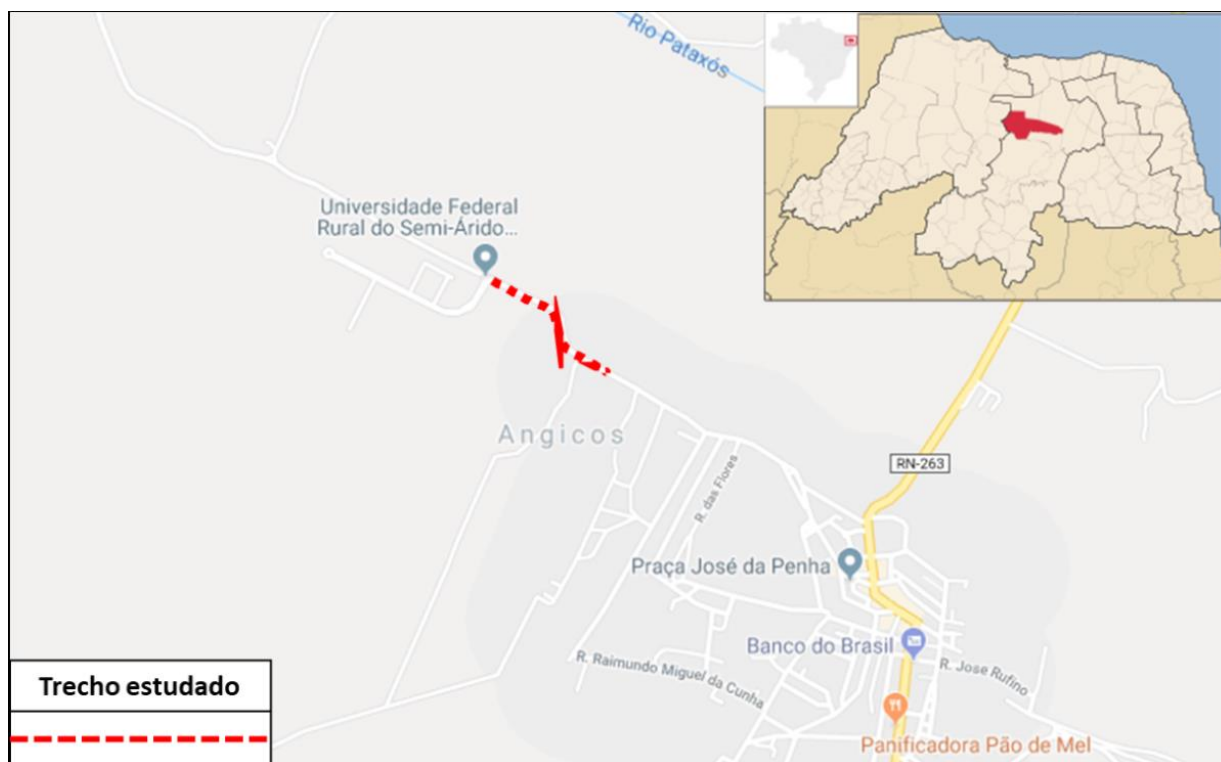 Rio Pataxós
Universidade Federal
Rural do Semi-Árido...
Angicos
RN-263
R. das Flores
Praça José da Penha
Banco do Brasil
R. Jose Rufino
R. Raimundo Miguel da Cunha
Panificadora Pão de Mel
Trecho estudado